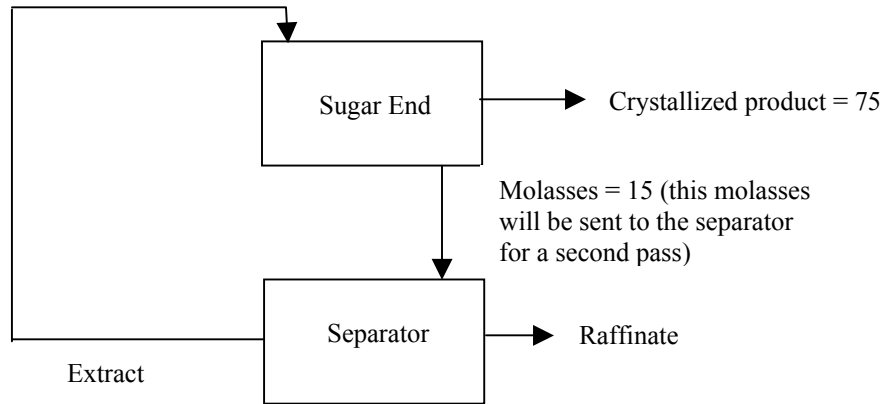 Sugar End
Crystallized product = 75
Molasses = 15 (this molasses
will be sent to the separator
for a second pass)
Separator
Raffinate
Extract